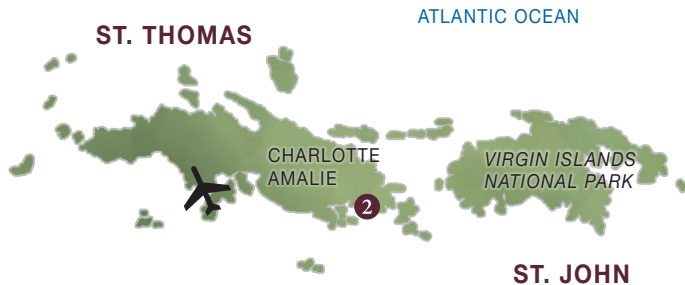 ATLANTIC OCEAN
ST. THOMAS
CHARLOTTE
AMALIE
VIRGIN ISLANDS
NATIONAL PARK
2
ST. JOHN